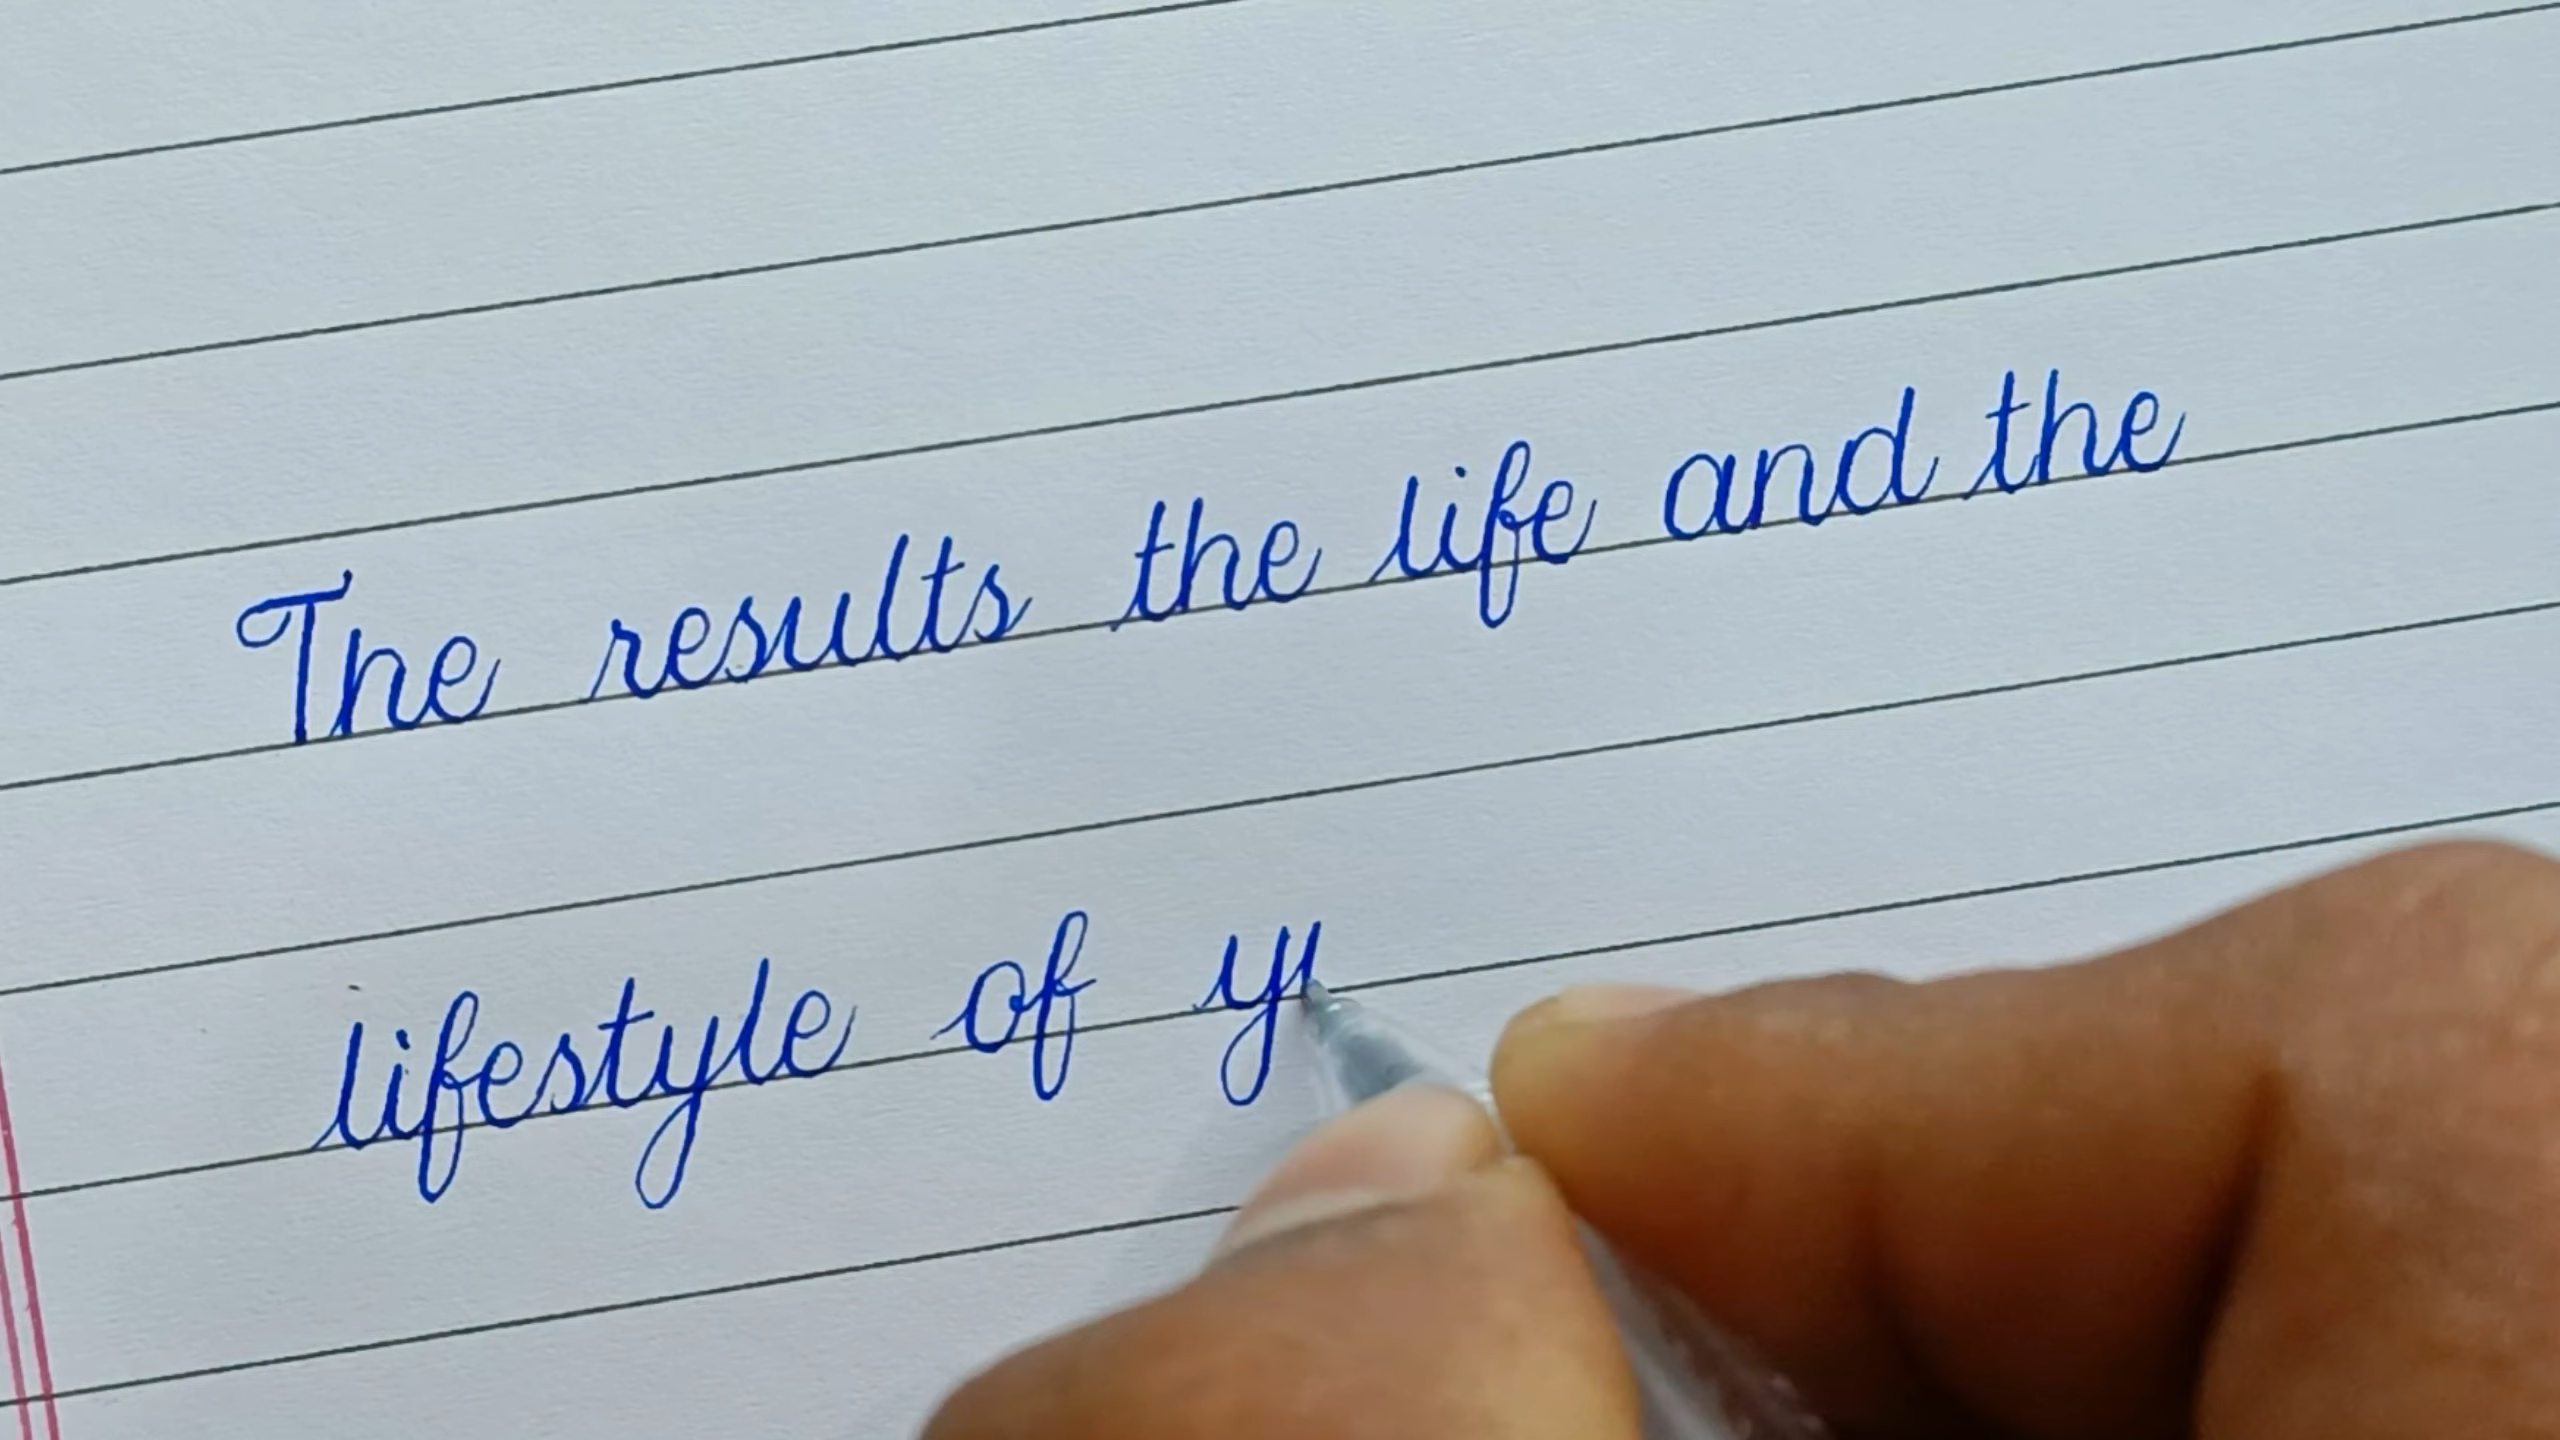 The results the life and the
lifestyle of